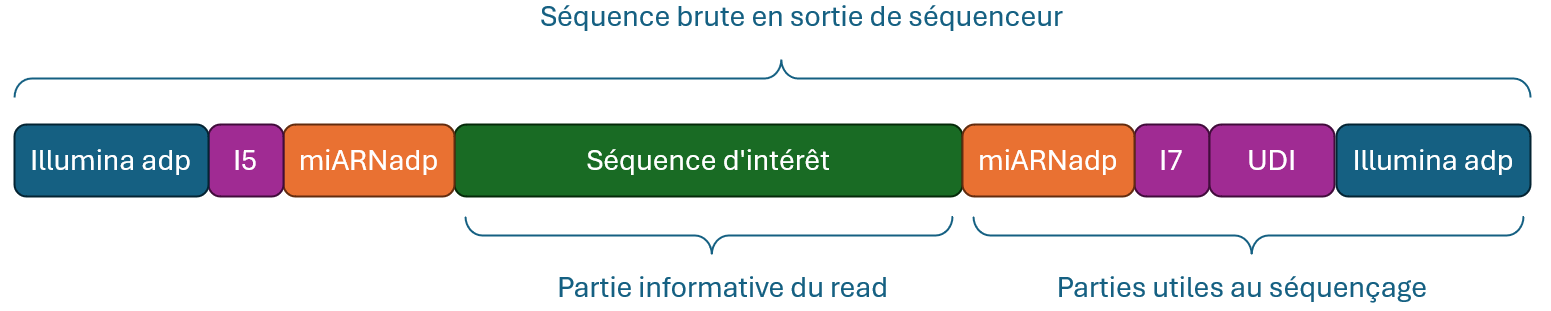 Séquence brute en sortie de séquenceur
Illumina adp I5 miARNadp Séquence d'intérêt miARNadp I7 UDI Illumina adp
Partie informative du read Parties utiles au séquençage